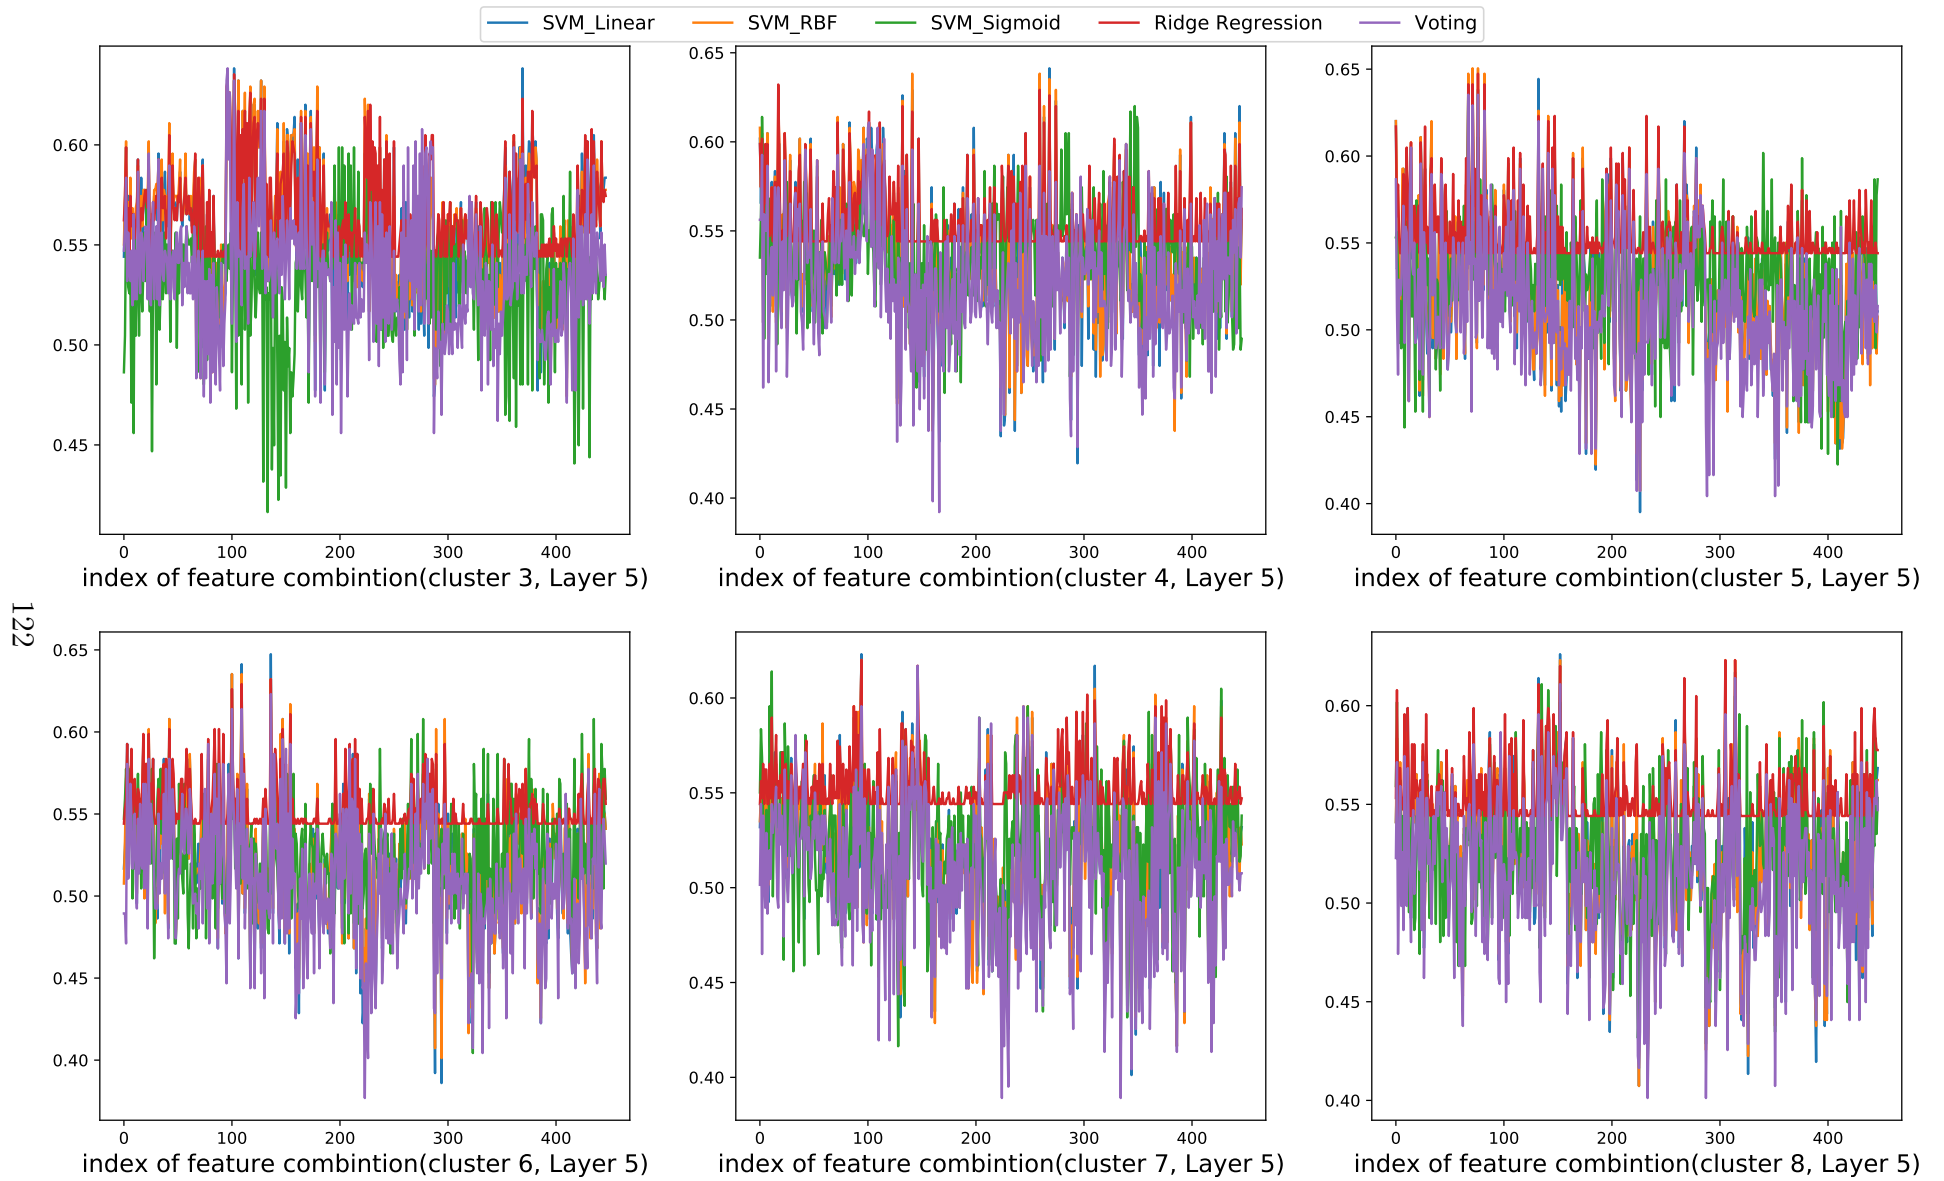 SVM_Linear SVM_RBF SVM_Sigmoid Ridge Regression Voting
0.60
0.55
0.50
0.45
0 100 200 300 400
index of feature combintion(cluster 3, Layer 5)
0.65
0.60
0.55
0.50
0.45
0.40
0 100 200 300 400
index of feature combintion(cluster 4, Layer 5)
0.65
0.60
0.55
0.50
0.45
0.40
0 100 200 300 400
index of feature combintion(cluster 5, Layer 5)
122
0.65
0.60
0.55
0.50
0.45
0.40
0 100 200 300 400
index of feature combintion(cluster 6, Layer 5)
0.60
0.55
0.50
0.45
0.40
0 100 200 300 400
index of feature combintion(cluster 7, Layer 5)
0.60
0.55
0.50
0.45
0.40
0 100 200 300 400
index of feature combintion(cluster 8, Layer 5)